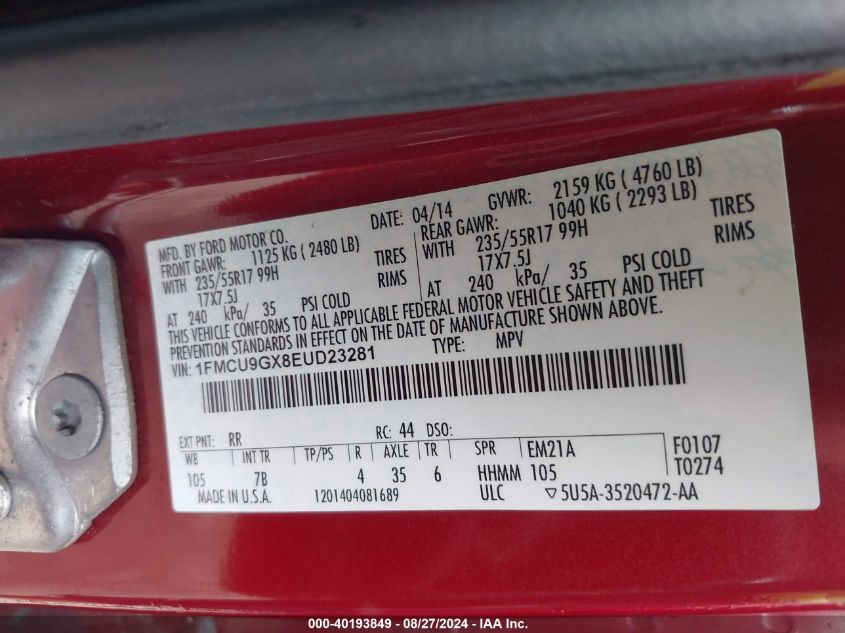 MFD. BY FORD MOTOR CO. DATE: 04/14 GVWR: 2159 KG ( 4760 LB)
FRONT GAWR: 1125 KG ( 2480 LB) REAR GAWR: 1040 KG ( 2293 LB)
WITH 235/55R17 99H TIRES WITH 235/55R17 99H TIRES
17X7.5J RIMS 17X7.5J RIMS
AT 240 kPa/ 35 PSI COLD AT 240 kPa/ 35 PSI COLD
THIS VEHICLE CONFORMS TO ALL APPLICABLE FEDERAL MOTOR VEHICLE SAFETY AND THEFT
PREVENTION STANDARDS IN EFFECT ON THE DATE OF MANUFACTURE SHOWN ABOVE.
VIN: 1FMCU9GX8EUD23281 TYPE: MPV
EXT PNT: RR RC: 44 DSO:
WB INT TR TP/PS R AXLE TR SPR EM21A F0107
105 7B 4 35 6 HHMM 105 T0274
MADE IN U.S.A. 1201404081689 ULC ▽5U5A-3520472-AA
000-40193849 - 08/27/2024 - IAA Inc.